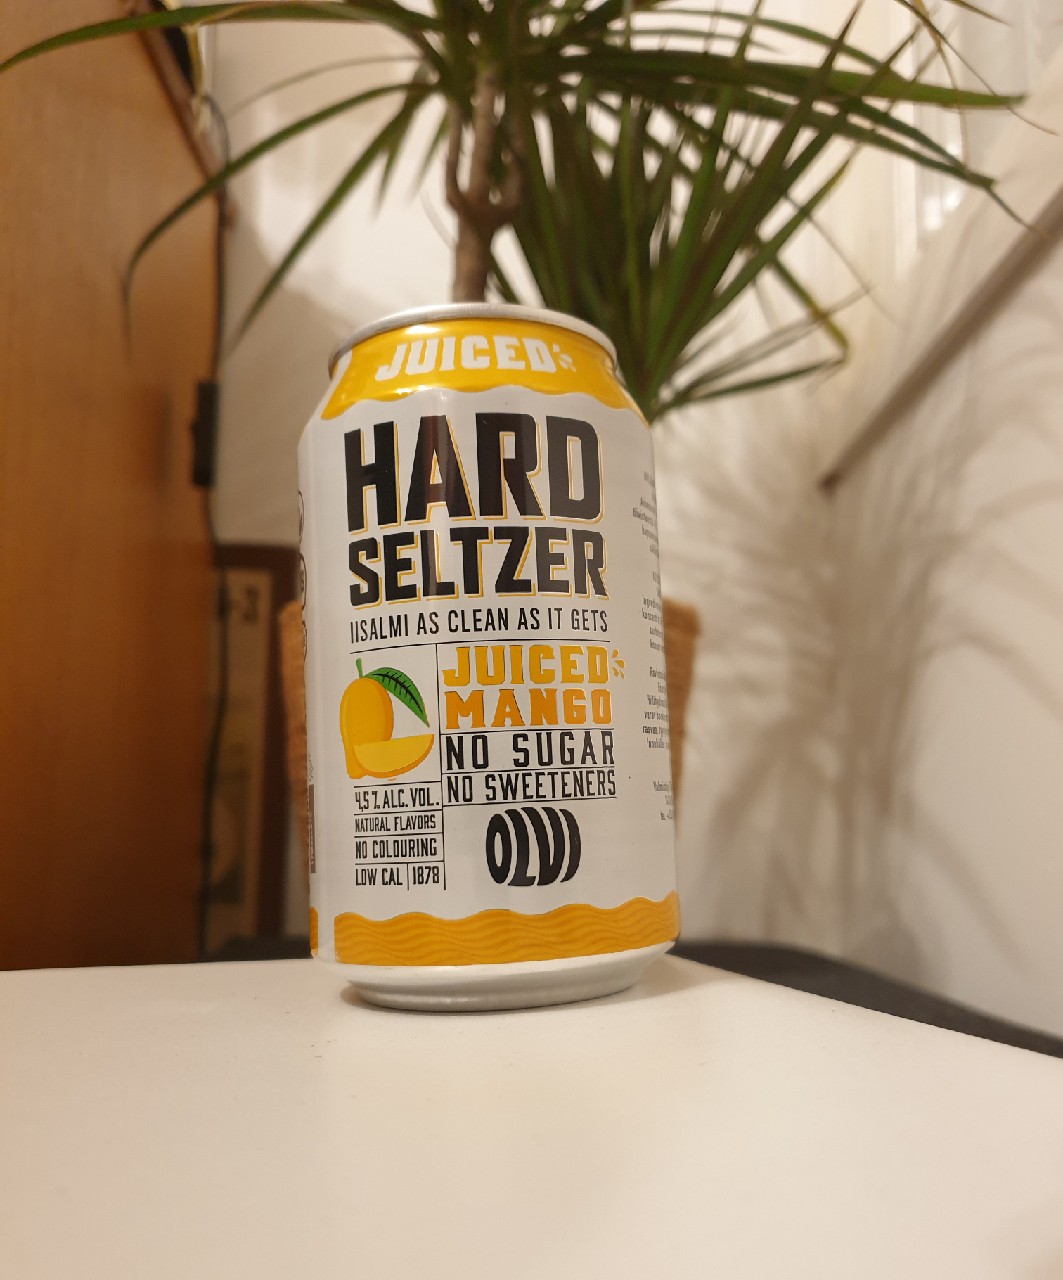 JUICED
HARD
SELTZER
IISALMI AS CLEAN AS IT GETS
JUICED
MANGO
NO SUGAR
NO SWEETENERS
4,5 % ALC. VOL.
NATURAL FLAVORS
NO COLOURING
LOW CAL 1878
OLVI